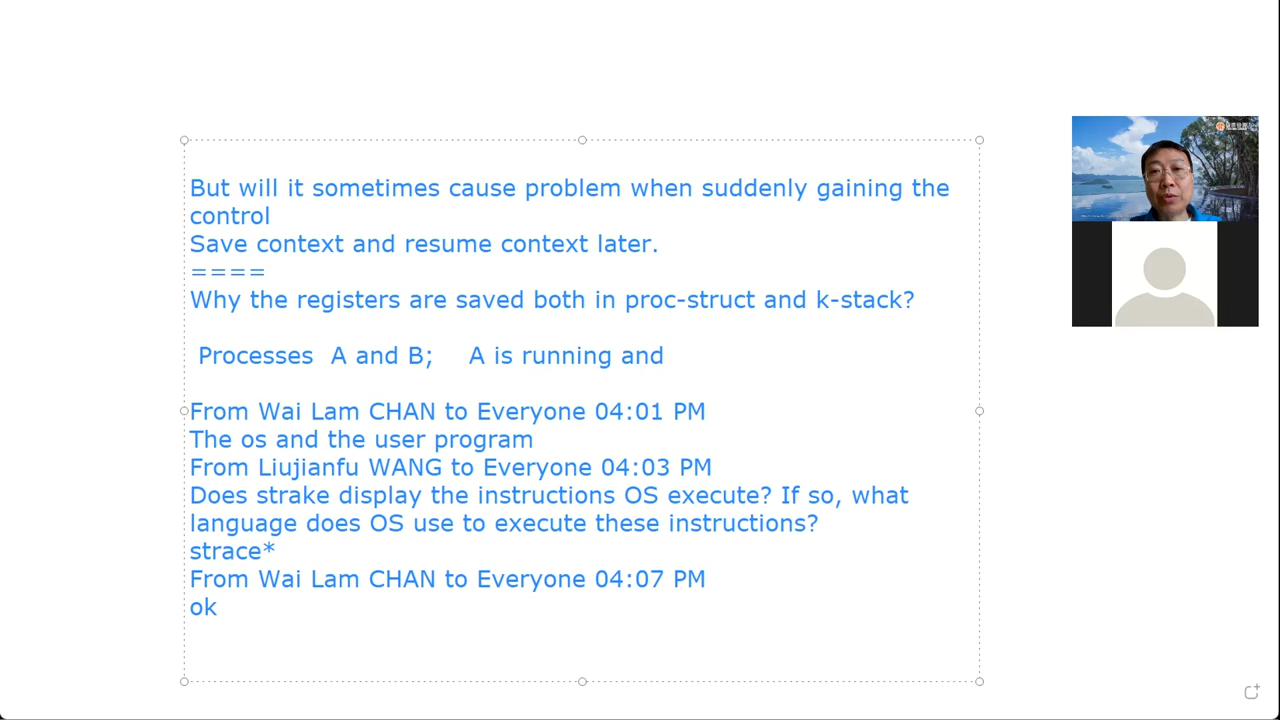 But will it sometimes cause problem when suddenly gaining the
control
Save context and resume context later.
====
Why the registers are saved both in proc-struct and k-stack?
Processes A and B; A is running and
From Wai Lam CHAN to Everyone 04:01 PM
The os and the user program
From Liujianfu WANG to Everyone 04:03 PM
Does strake display the instructions OS execute? If so, what
language does OS use to execute these instructions?
strace*
From Wai Lam CHAN to Everyone 04:07 PM
ok